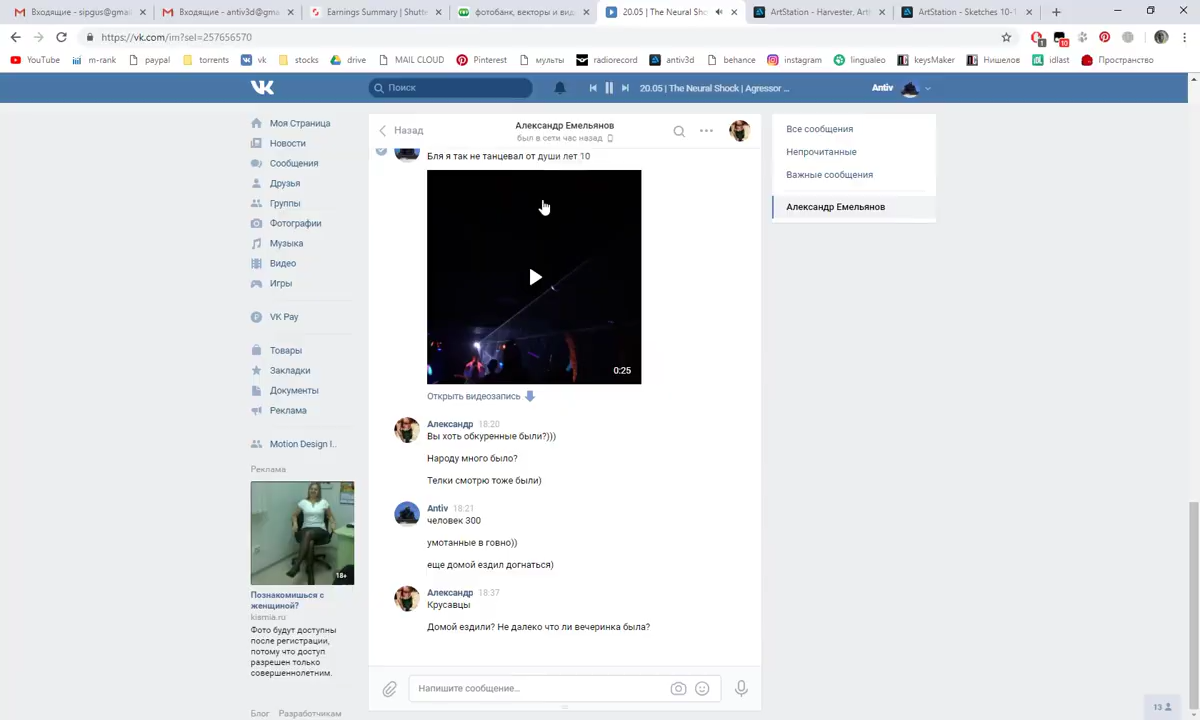 Входящие - sipgus@gmai
Входящие - antiv3d@gma
Earnings Summary | Shutte
фотобанк, векторы и вид
20.05 | The Neural Sho
ArtStation - Harvester, Art
ArtStation - Sketches 10-1
https://vk.com/im?sel=257656570
YouTube
m-rank
paypal
torrents
vk
stocks
drive
MAIL CLOUD
Pinterest
мульты
radiorecord
antiv3d
behance
instagram
lingualeo
keysMaker
Нишелов
idlast
Пространство
Поиск
20.05 | The Neural Shock | Agressor ...
Antiv
Моя Страница
Новости
Сообщения
Друзья
Группы
Фотографии
Музыка
Видео
Игры
VK Pay
Товары
Закладки
Документы
Реклама
Motion Design I..
Реклама
18+
Познакомишься с
женщиной?
kismia.ru
Фото будут доступны
после регистрации,
потому что доступ
разрешен только
совершеннолетним.
Блог Разработчикам
Назад
Александр Емельянов
был в сети час назад
Бля я так не танцевал от души лет 10
0:25
Открыть видеозапись
Александр 18:20
Вы хоть обкуренные были?)))
Народу много было?
Телки смотрю тоже были)
Antiv 18:21
человек 300
умотанные в говно))
еще домой ездил догнаться)
Александр 18:37
Крусавцы
Домой ездили? Не далеко что ли вечеринка была?
Напишите сообщение...
Все сообщения
Непрочитанные
Важные сообщения
Александр Емельянов
13